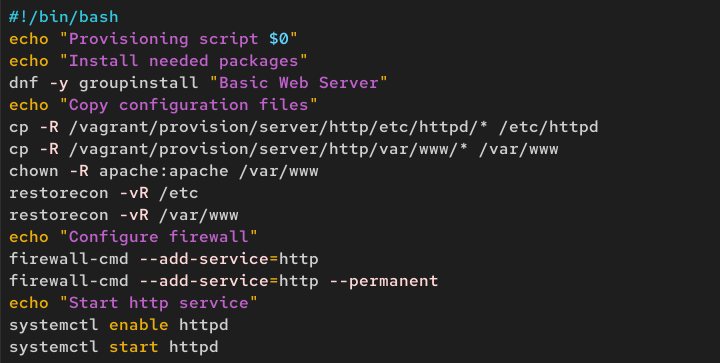 #!/bin/bash
echo "Provisioning script $0"
echo "Install needed packages"
dnf -y groupinstall "Basic Web Server"
echo "Copy configuration files"
cp -R /vagrant/provision/server/http/etc/httpd/* /etc/httpd
cp -R /vagrant/provision/server/http/var/www/* /var/www
chown -R apache:apache /var/www
restorecon -vR /etc
restorecon -vR /var/www
echo "Configure firewall"
firewall-cmd --add-service=http
firewall-cmd --add-service=http --permanent
echo "Start http service"
systemctl enable httpd
systemctl start httpd